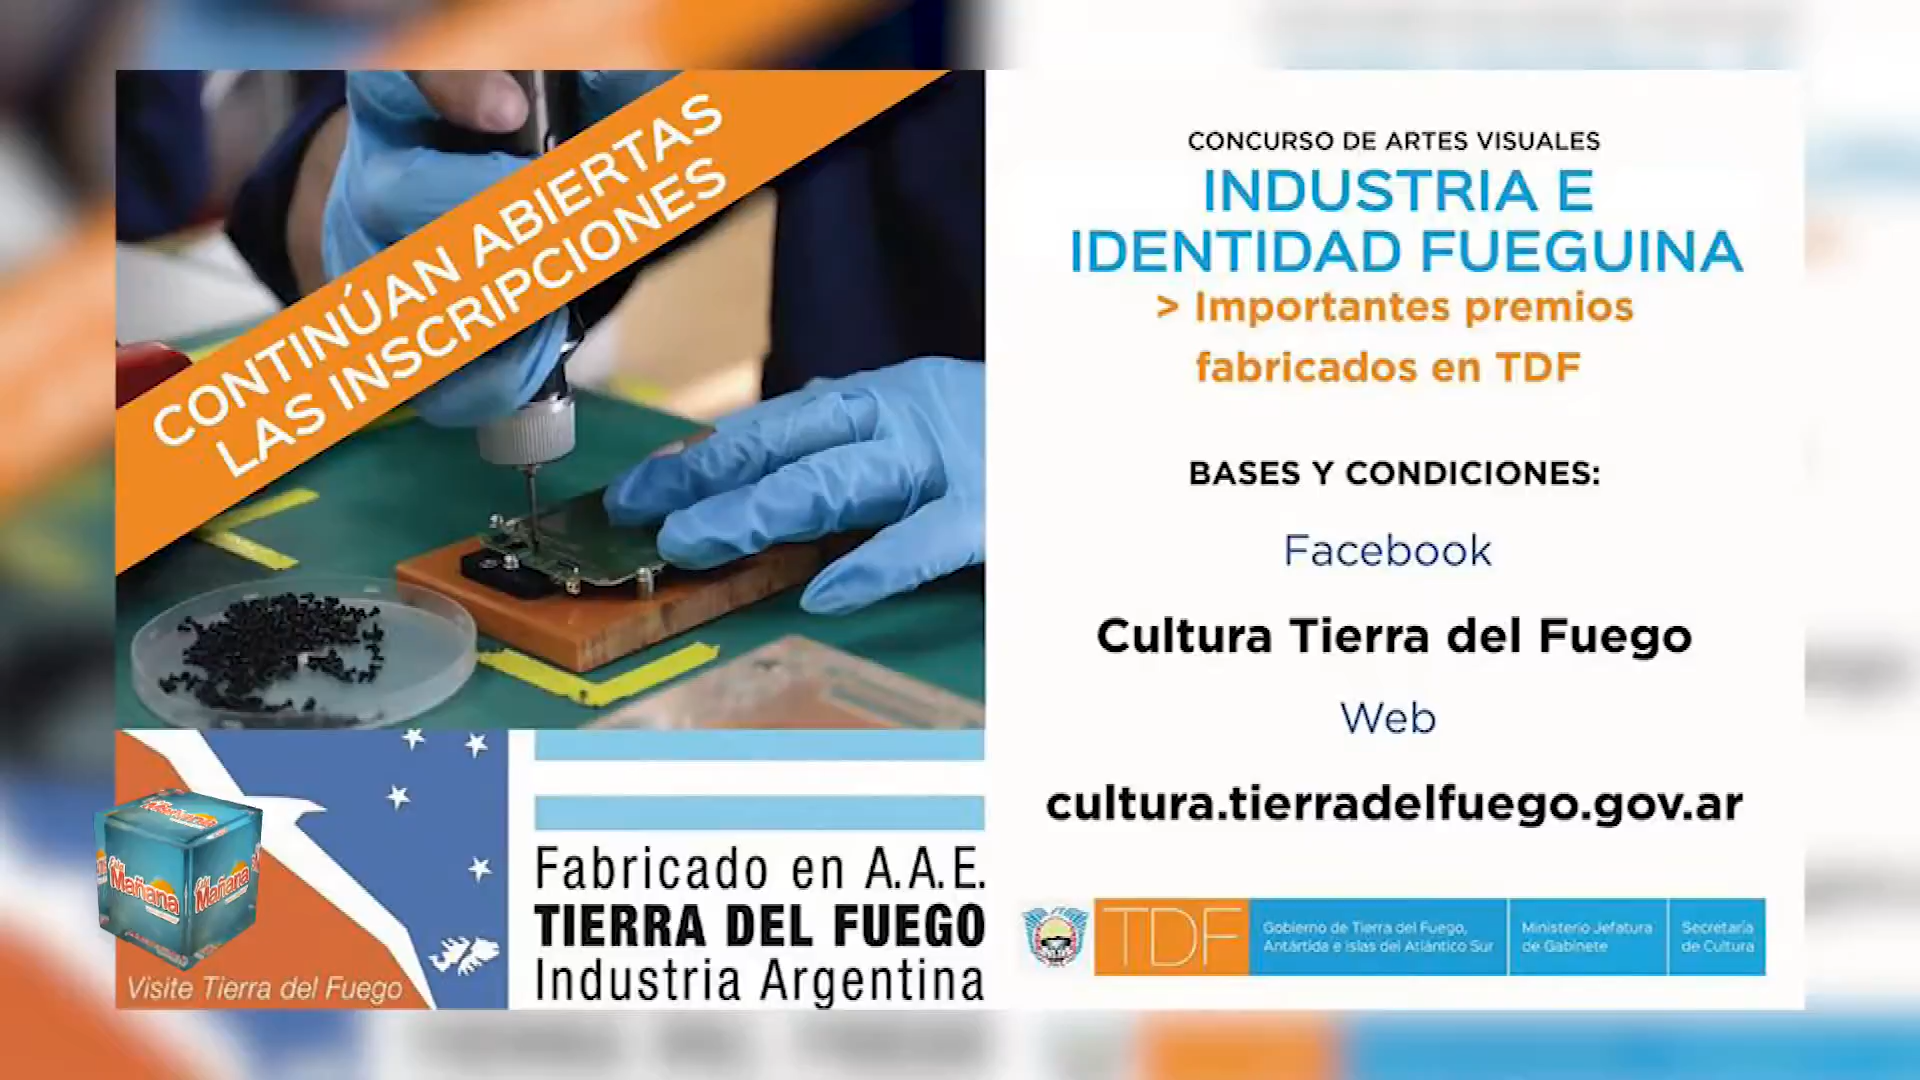 CONTINÚAN ABIERTAS
LAS INSCRIPCIONES
CONCURSO DE ARTES VISUALES
INDUSTRIA E
IDENTIDAD FUEGUINA
> Importantes premios
fabricados en TDF
BASES Y CONDICIONES:
Facebook
Cultura Tierra del Fuego
Web
cultura.tierradelfuego.gov.ar
Mañana
Mañana
Mañana
Visite Tierra del Fuego
Fabricado en A.A.E.
TIERRA DEL FUEGO
Industria Argentina
TDF
Gobierno de Tierra del Fuego,
Antártida e Islas del Atlántico Sur
Ministerio Jefatura
de Gabinete
Secretaría
de Cultura